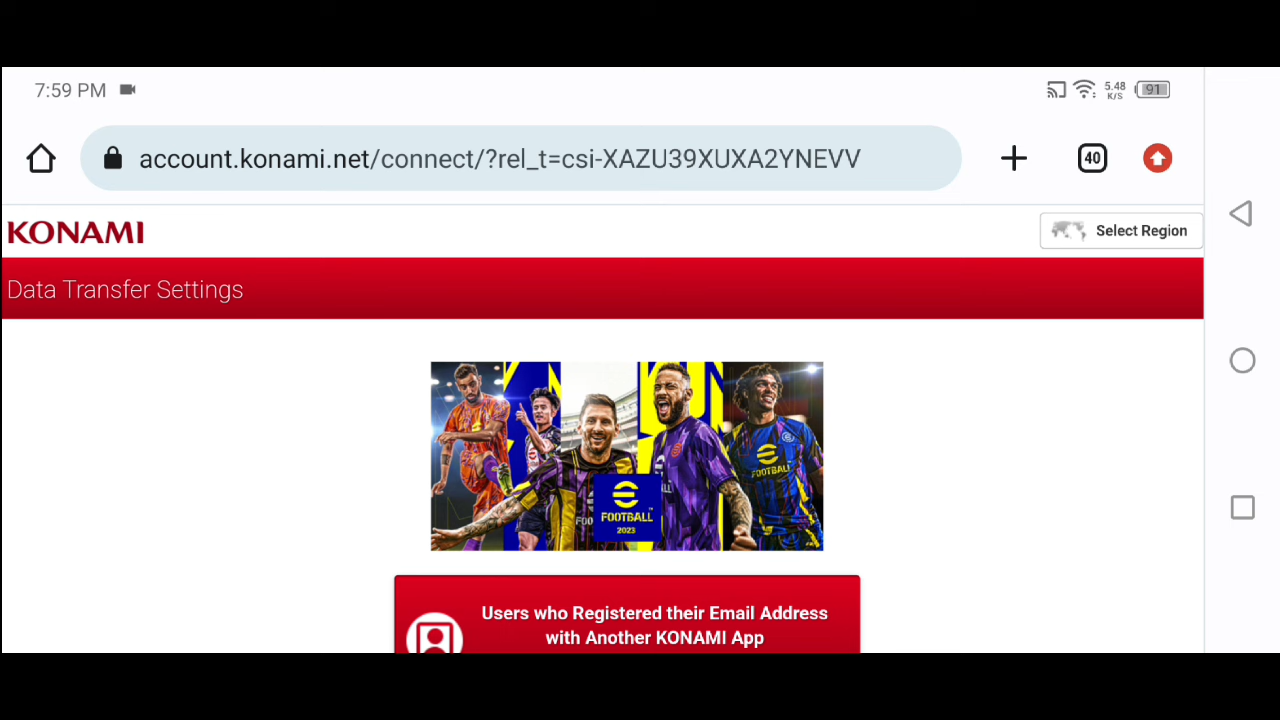 7:59 PM
5.48
K/S
91
account.konami.net/connect/?rel_t=csi-XAZU39XUXA2YNEVV
40
KONAMI
Select Region
Data Transfer Settings
FOOTBALL
FOOTBALL
2023
Users who Registered their Email Address
with Another KONAMI App